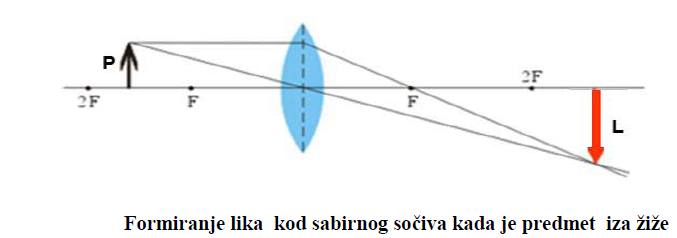 P
2F
F
F
2F
L
Formiranje lika kod sabirnog sočiva kada je predmet iza žiže